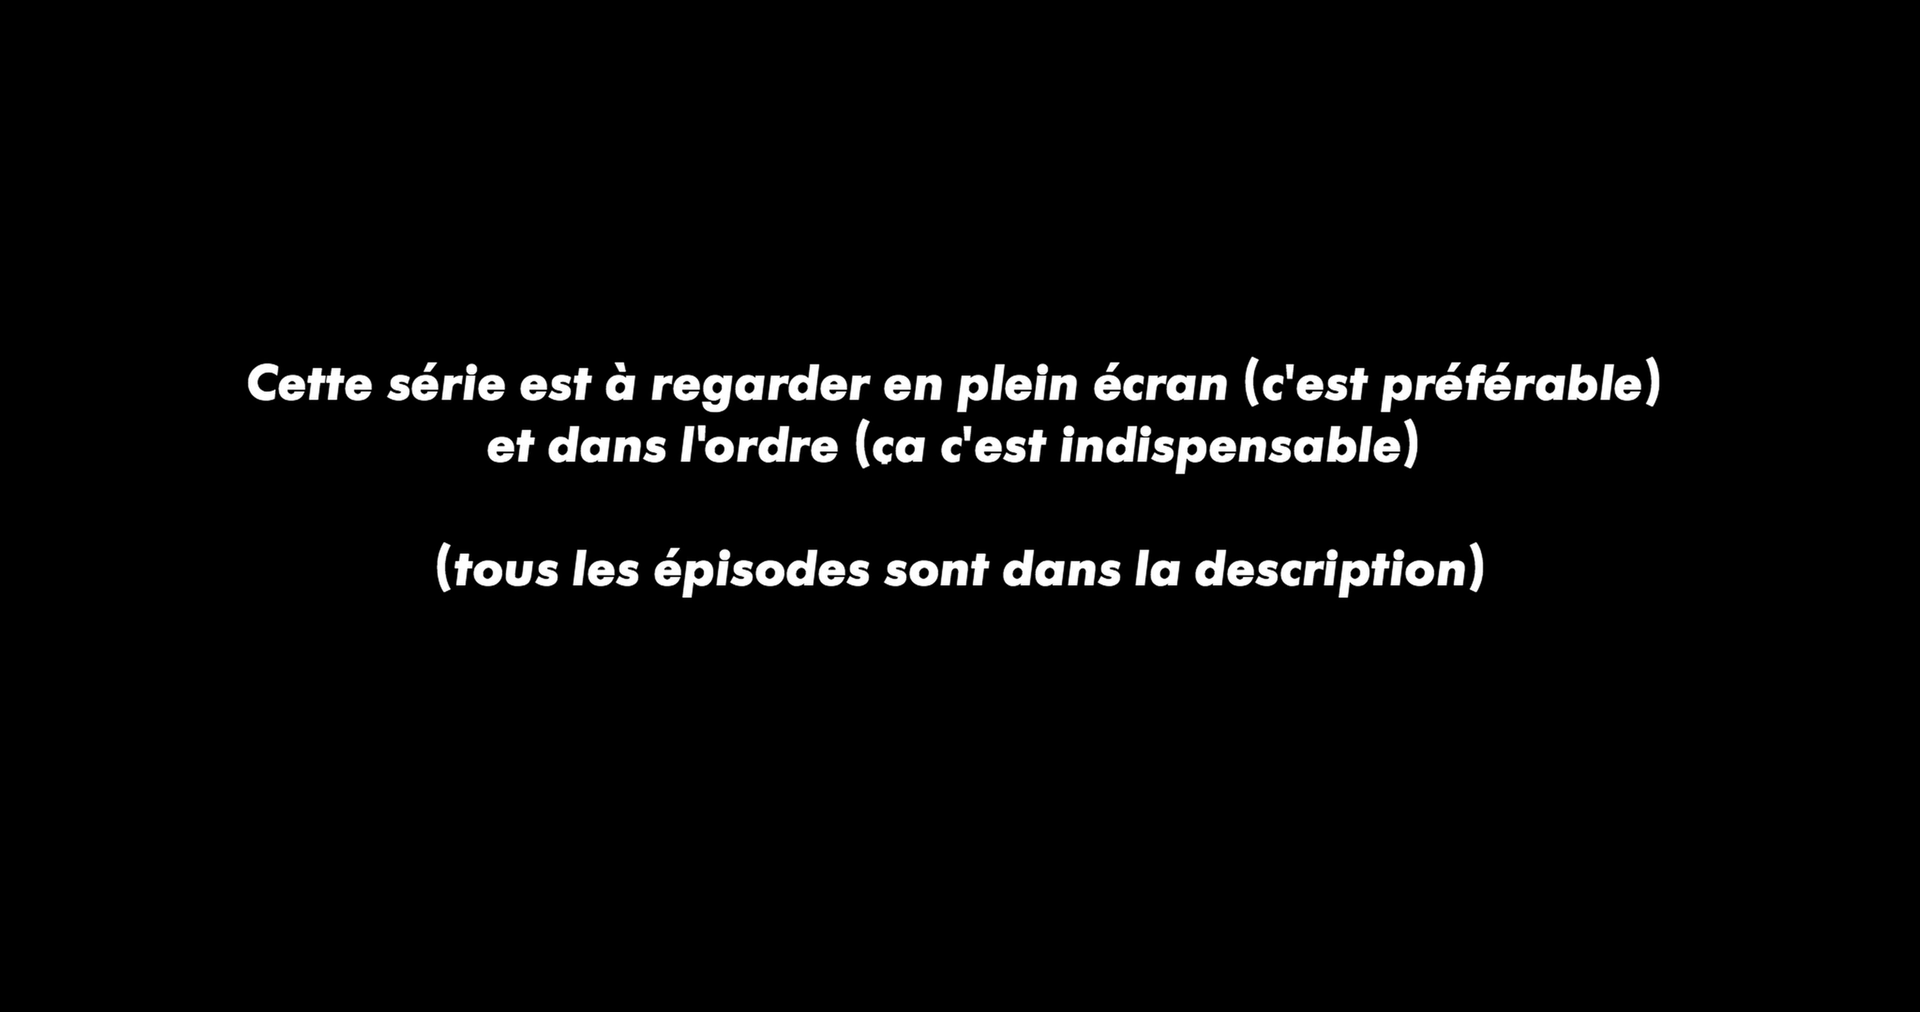 Cette série est à regarder en plein écran (c'est préférable)
et dans l'ordre (ça c'est indispensable)
(tous les épisodes sont dans la description)